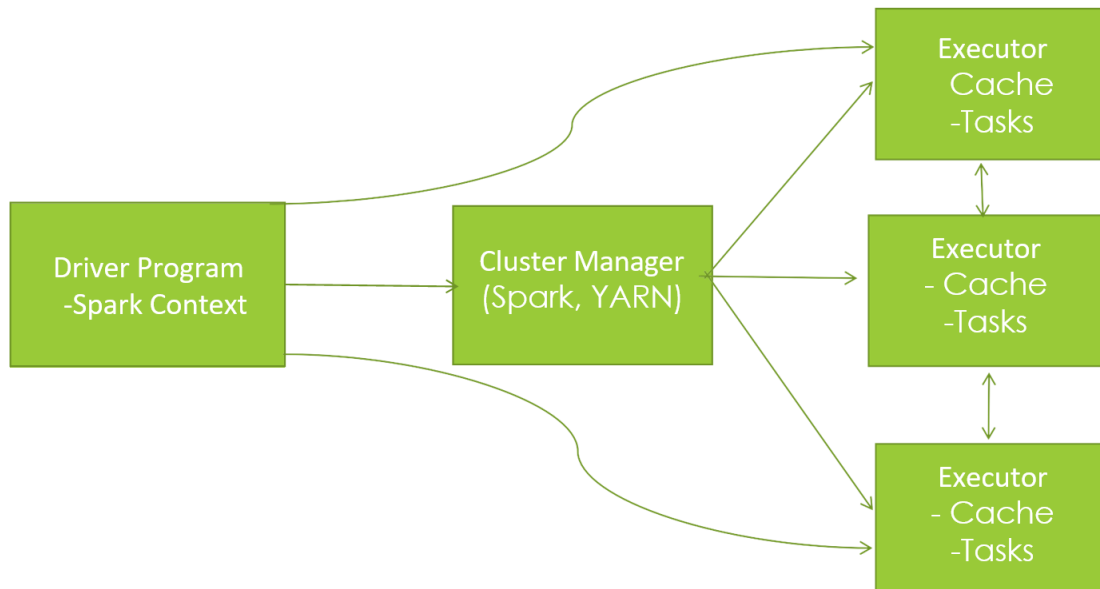 Driver Program
-Spark Context
Cluster Manager
(Spark, YARN)
Executor
Cache
-Tasks
Executor
- Cache
-Tasks
Executor
- Cache
-Tasks